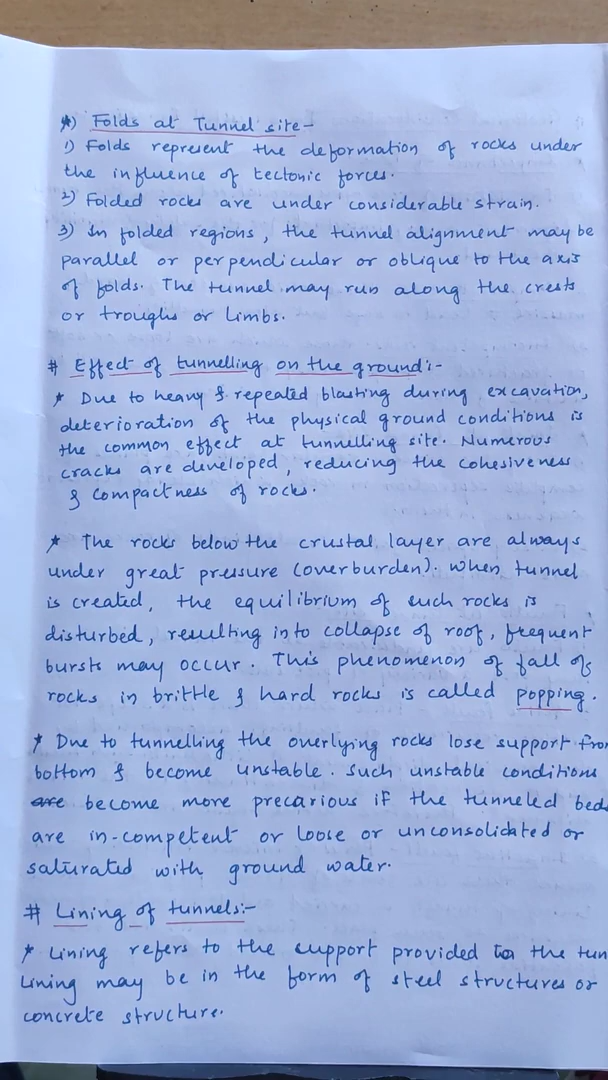 *) Folds at Tunnel site-
1) Folds represent the deformation of rocks under
the influence of tectonic forces.
2) Folded rocks are under considerable strain.
3) In folded regions, the tunnel alignment may be
parallel or perpendicular or oblique to the axis
of folds. The tunnel may run along the crests
or troughs or limbs.
# Effect of tunnelling on the ground:-
* Due to heavy & repeated blasting during excavation,
deterioration of the physical ground conditions is
the common effect at tunnelling site. Numerous
cracks are developed, reducing the cohesiveness
& compactness of rocks.
* The rocks below the crustal layer are always
under great pressure (overburden). When tunnel
is created, the equilibrium of such rocks is
disturbed, resulting into collapse of roof, frequent
bursts may occur. This phenomenon of fall of
rocks in brittle & hard rocks is called popping.
* Due to tunnelling the overlying rocks lose support from
bottom & become unstable. Such unstable conditions
are become more precarious if the tunneled beds
are in-competent or loose or unconsolidated or
saturated with ground water.
# Lining of tunnels:-
* Lining refers to the support provided to the tun
Lining may be in the form of steel structures or
concrete structure.